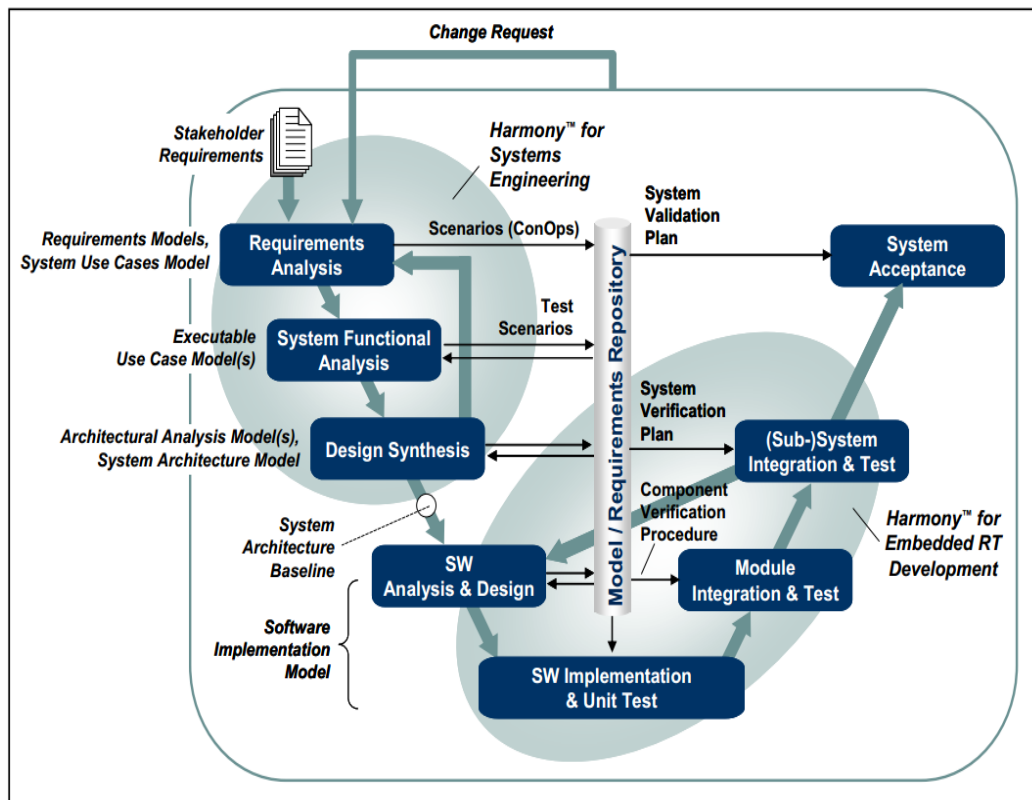 Change Request
Stakeholder
Requirements
Harmony™ for
Systems
Engineering
Requirements Models,
System Use Cases Model
Requirements
Analysis
Scenarios (ConOps)
System
Validation
Plan
System
Acceptance
Executable
Use Case Model(s)
System Functional
Analysis
Test
Scenarios
Model / Requirements Repository
Architectural Analysis Model(s),
System Architecture Model
Design Synthesis
System
Verification
Plan
(Sub-)System
Integration & Test
System
Architecture
Baseline
SW
Analysis & Design
Component
Verification
Procedure
Module
Integration & Test
Harmony™ for
Embedded RT
Development
Software
Implementation
Model
SW Implementation
& Unit Test